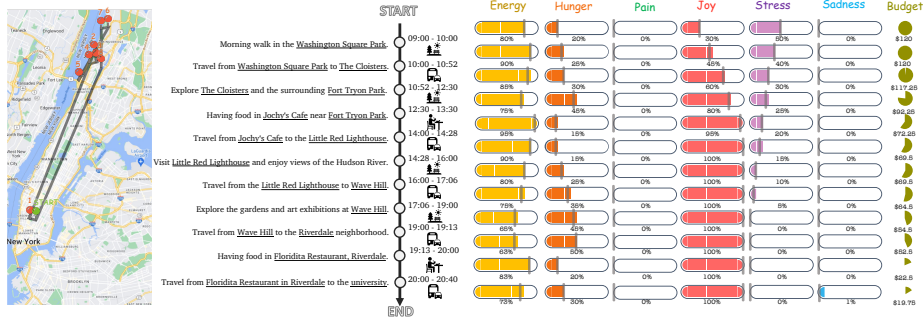 START
Energy Hunger Pain Joy Stress Sadness Budget
80% 20% 0% 30% 50% 0% $120
09:00 - 10:00
Morning walk in the Washington Square Park.
90% 25% 0% 45% 40% 0% $120
10:00 - 10:52
Travel from Washington Square Park to The Cloisters.
85% 30% 0% 60% 30% 0% $117.25
10:52 - 12:30
Explore The Cloisters and the surrounding Fort Tryon Park.
75% 45% 0% 80% 25% 0% $92.25
12:30 - 13:30
Having food in Jochy's Cafe near Fort Tryon Park.
95% 15% 0% 95% 20% 0% $72.25
14:00 - 14:28
Travel from Jochy's Cafe to the Little Red Lighthouse.
90% 15% 0% 100% 15% 0% $69.5
14:28 - 16:00
Visit Little Red Lighthouse and enjoy views of the Hudson River.
80% 25% 0% 100% 10% 0% $69.5
16:00 - 17:06
Travel from the Little Red Lighthouse to Wave Hill.
75% 35% 0% 100% 5% 0% $64.5
17:06 - 19:00
Explore the gardens and art exhibitions at Wave Hill.
65% 45% 0% 100% 0% 0% $54.5
19:00 - 19:13
Travel from Wave Hill to the Riverdale neighborhood.
63% 50% 0% 100% 0% 0% $52.5
19:13 - 20:00
Having food in Floridita Restaurant, Riverdale.
83% 20% 0% 100% 0% 0% $22.5
20:00 - 20:40
Travel from Floridita Restaurant in Riverdale to the university.
73% 30% 0% 100% 0% 1% $19.75
END
Englewood
START
New York
BROOKLYN